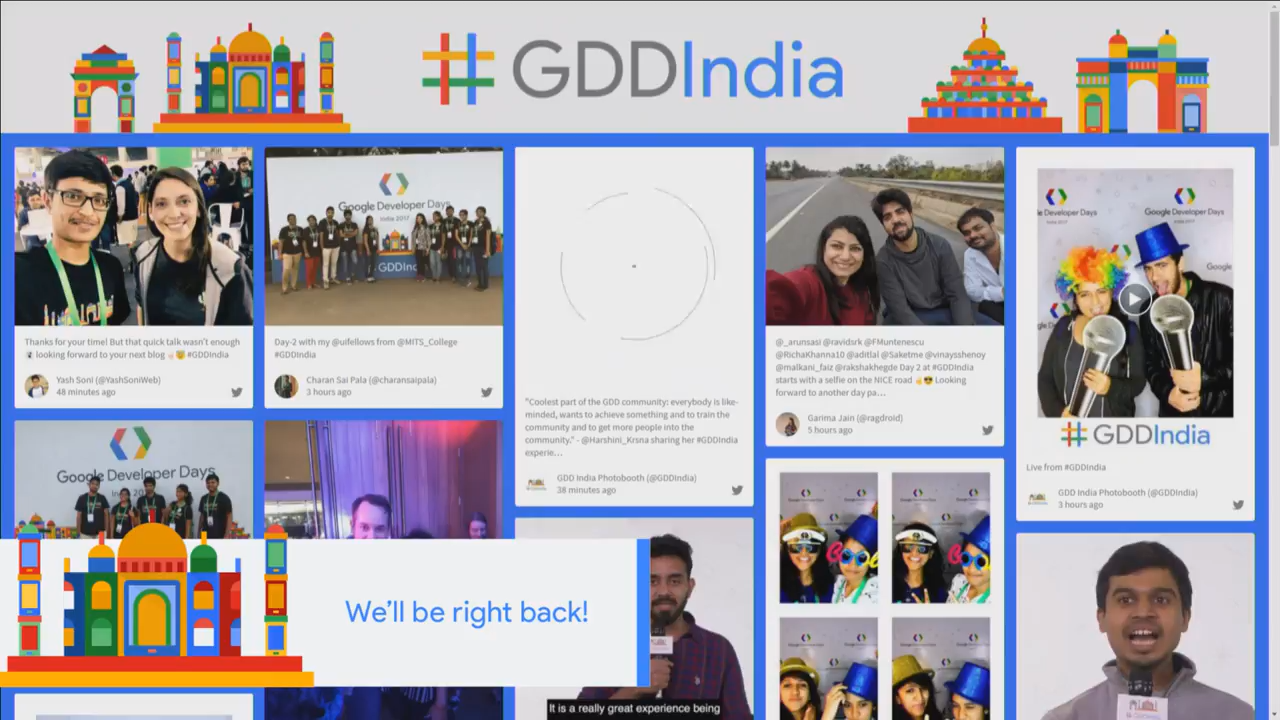 #GDDIndia
Google Developer Days
India 2017
#GDDInd
Thanks for your time! But that quick talk wasn't enough
looking forward to your next blog #GDDIndia
Yash Soni (@YashSoniWeb)
48 minutes ago
Day-2 with my @uifellows from @MITS_College
#GDDIndia
Charan Sai Pala (@charansaipala)
3 hours ago
"Coolest part of the GDD community: everybody is like-
minded, wants to achieve something and to train the
community and to get more people into the
community." - @Harshini_Krsna sharing her #GDDIndia
experie...
GDD India Photobooth (@GDDIndia)
38 minutes ago
@_arunsasi @ravidsrk @FMuntenescu
@RichaKhanna10 @aditlal @Saketme @vinaysshenoy
@malkani_faiz @rakshakhegde Day 2 at #GDDIndia
starts with a selfie on the NICE road Looking
forward to another day pa...
Garima Jain (@ragdroid)
5 hours ago
le Developer Days
India 2017
Google Developer Days
India 2017
Google
#GDDIndia
Live from #GDDIndia
GDD India Photobooth (@GDDIndia)
3 hours ago
Google Developer Days
We'll be right back!
It is a really great experience being